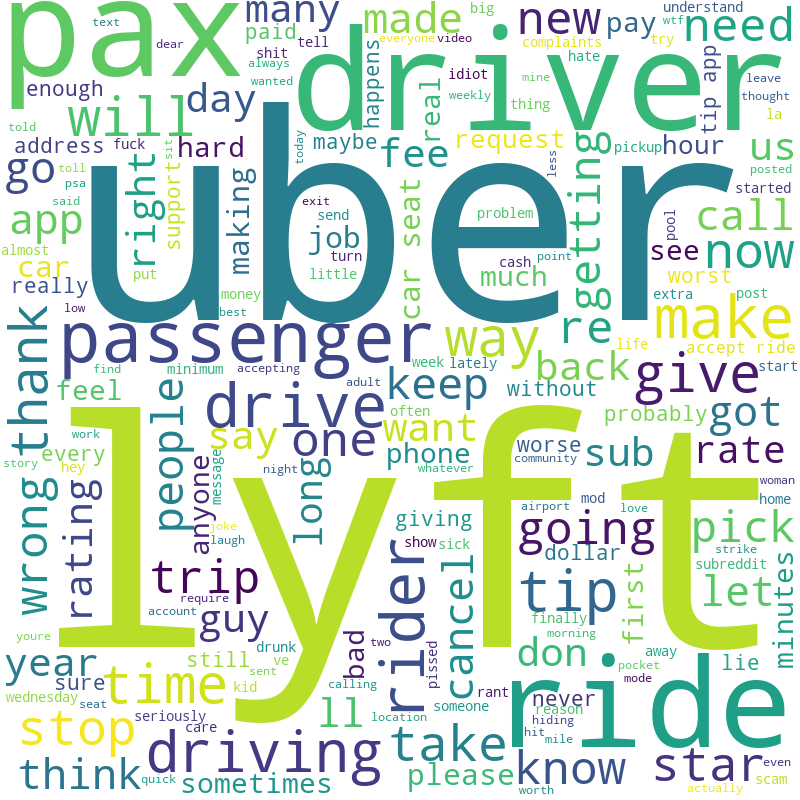 pax
text
dear
shit
tell
everyone
always
wanted
video
idiot
big
wtf
complaints
hate
thing
mine
weekly
understand
try
leave
thought
la
many
made
paid
new
pay
need
driver
enough
will
day
happens
real
tip app
told
address
fuck
hard
sit
today
maybe
fee
request
less
pickup
hour
us
posted
toll
psa
said
go
right
support
making
exit
send
uber
problem
pool
started
getting
call
app
almost
car
put
job
turn
little
car seat
cash
much
point
see
now
worst
really
low
money
best
extra
post
thank
passenger
way
re
make
life
accept ride
start
find
minimum
accepting
week
lately
back
give
feel
people
drive
adult
keep
without
often
probably
got
work
every
say
one
want
worse
sub
rate
story
hey
phone
community
night
whatever
woman
wrong
rating
anyone
message
long
lyft
airport
mod
love
home
joke
laugh
giving
going
pick
show
sick
dollar
strike
subreddit
trip
require
tip
let
minutes
account
guy
rider
cancel
first
finally
morning
youre
bad
two
pissed
don
away
lie
year
still
drunk
ve
pocket
wednesday
sure
time
kid
sent
calling
rant
mode
seat
someone
never
reason
hiding
ride
stop
seriously
care
ll
location
hit
mile
driving
take
know
star
even
think
quick
sometimes
please
worth
scam
actually